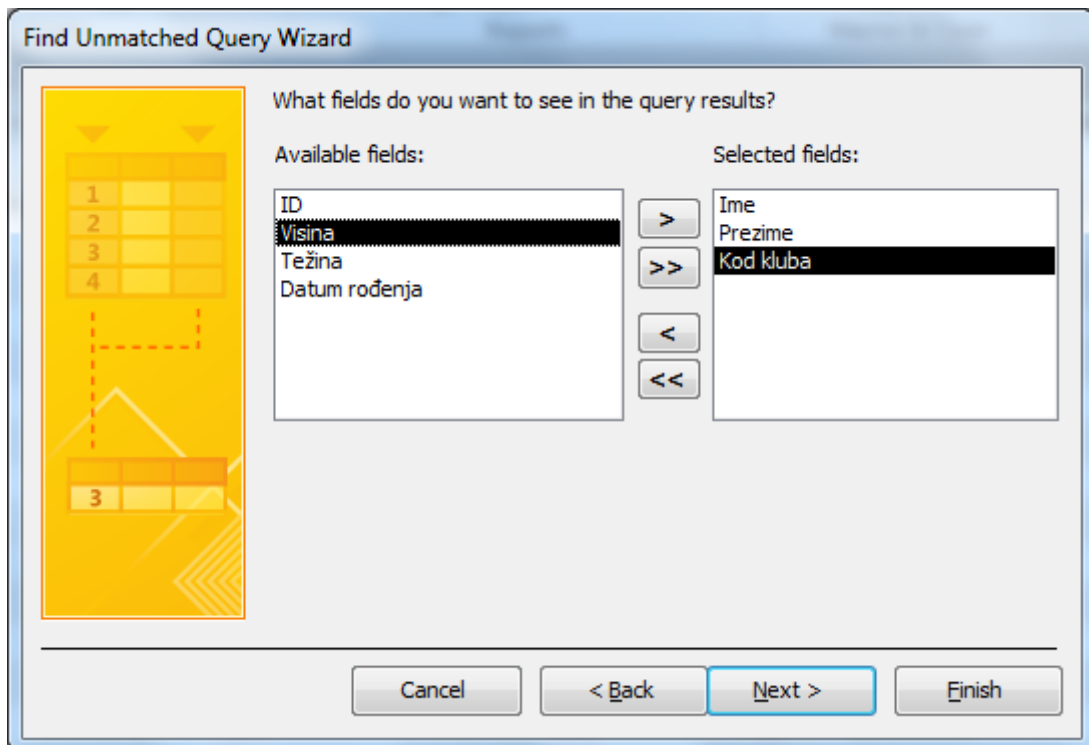 Find Unmatched Query Wizard
What fields do you want to see in the query results?
Available fields:
ID
Visina
Težina
Datum rođenja
>
>>
<
<<
Selected fields:
Ime
Prezime
Kod kluba
1
2
3
4
3
Cancel
< Back
Next >
Finish